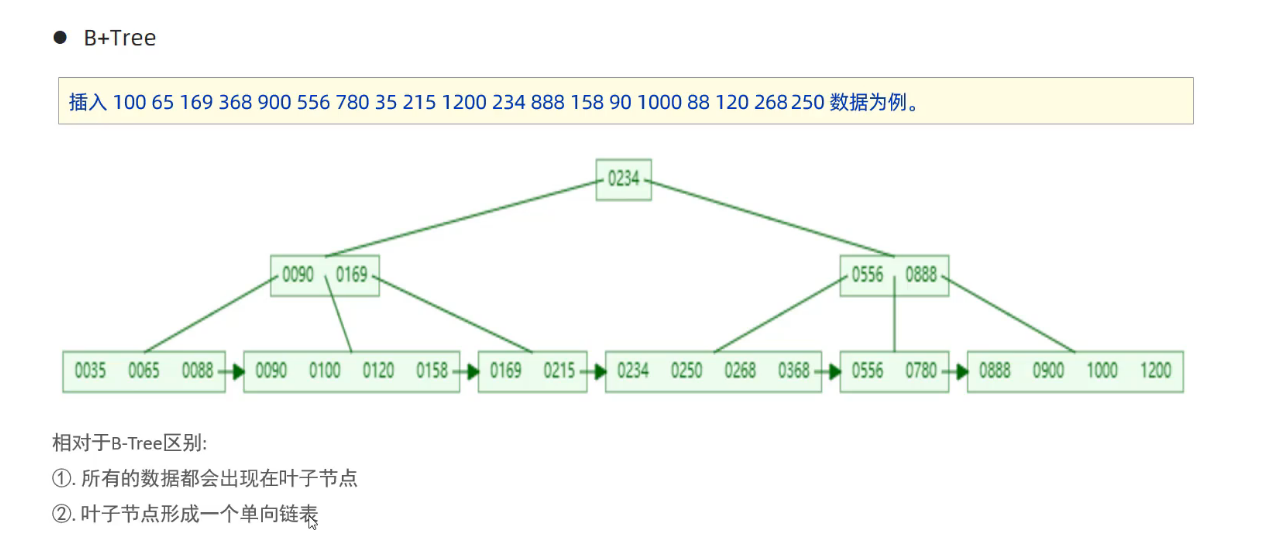 ● B+Tree
插入 100 65 169 368 900 556 780 35 215 1200 234 888 158 90 1000 88 120 268 250 数据为例。
0234
0090 0169 0556 0888
0035 0065 0088 0090 0100 0120 0158 0169 0215 0234 0250 0268 0368 0556 0780 0888 0900 1000 1200
相对于B-Tree区别:
①. 所有的数据都会出现在叶子节点
②. 叶子节点形成一个单向链表